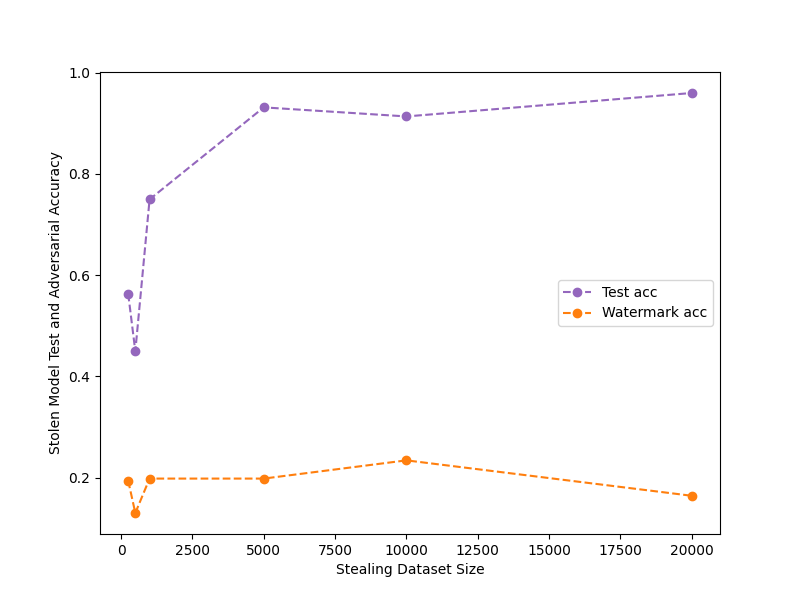 1.0
0.8
0.6
0.4
0.2
Stolen Model Test and Adversarial Accuracy
Test acc
Watermark acc
0 2500 5000 7500 10000 12500 15000 17500 20000
Stealing Dataset Size